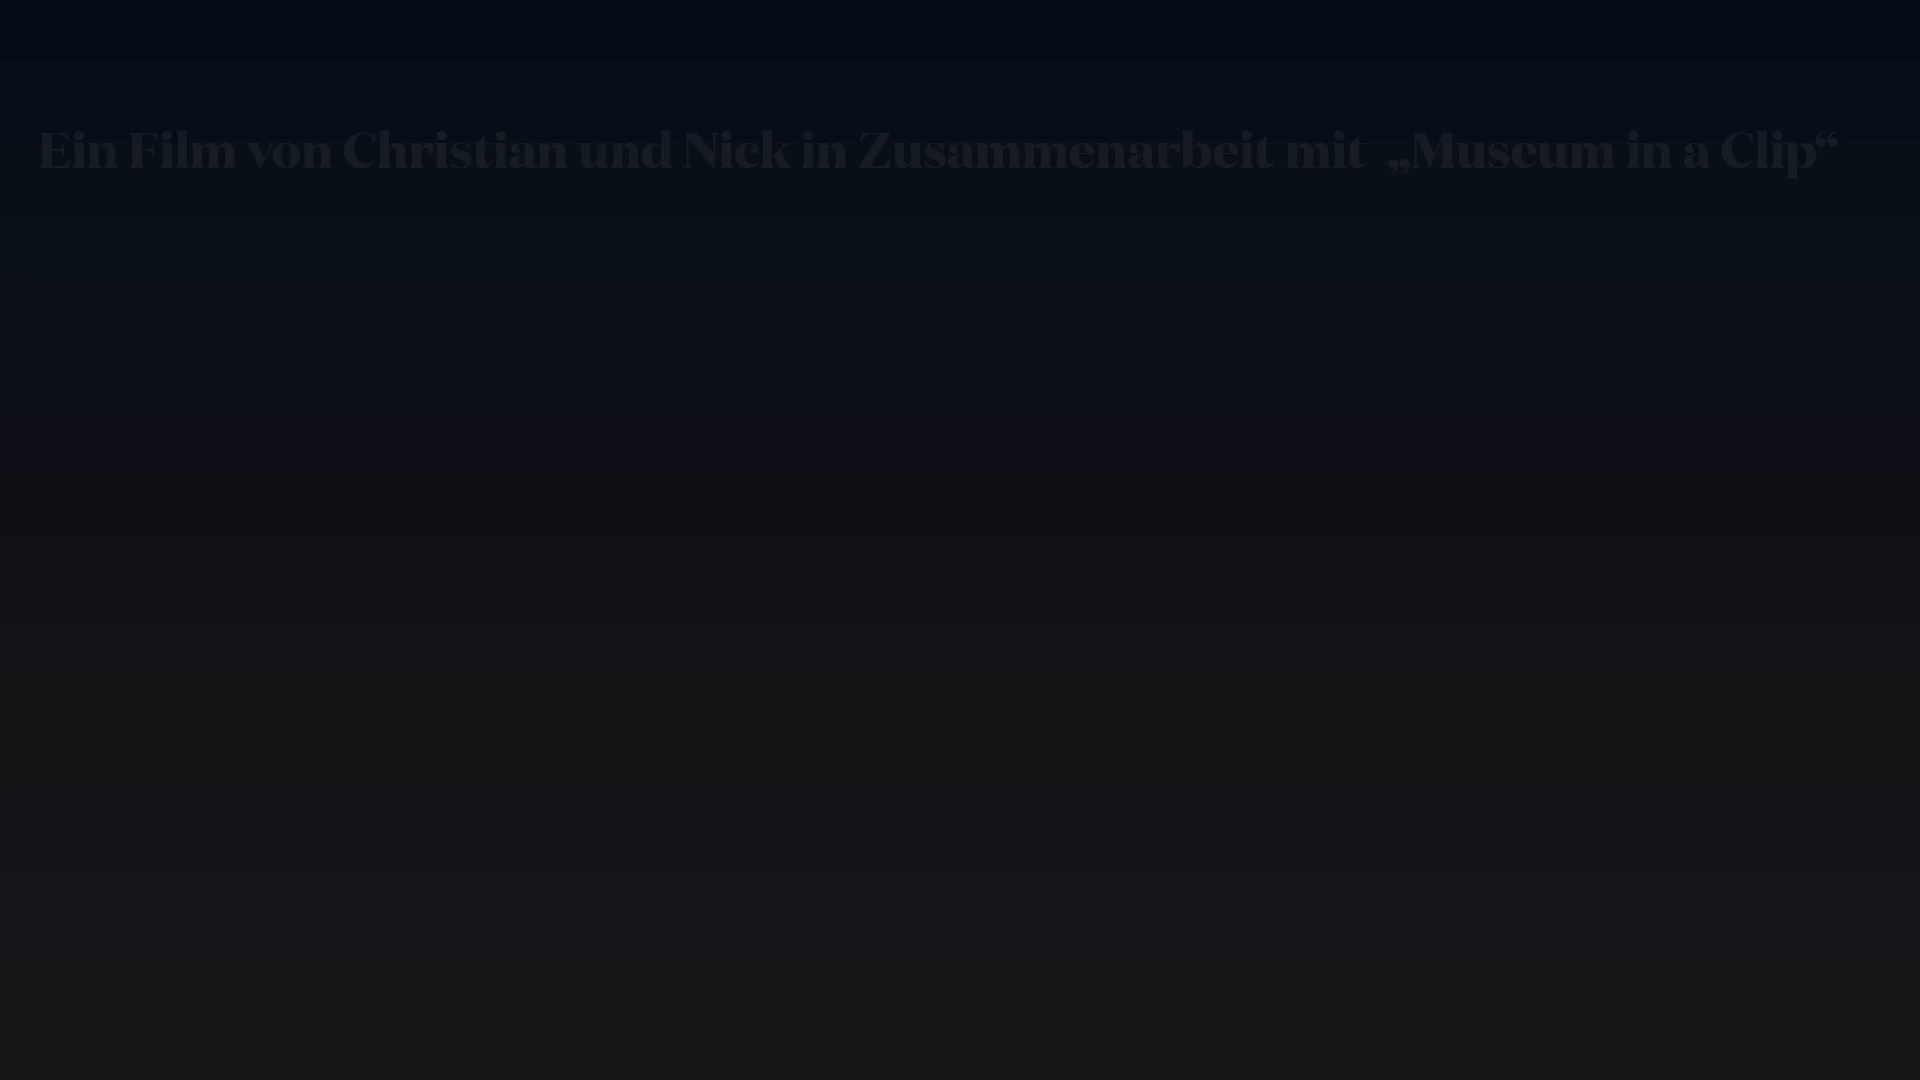 Ein Film von Christian und Nick in Zusammenarbeit mit „Museum in a Clip“